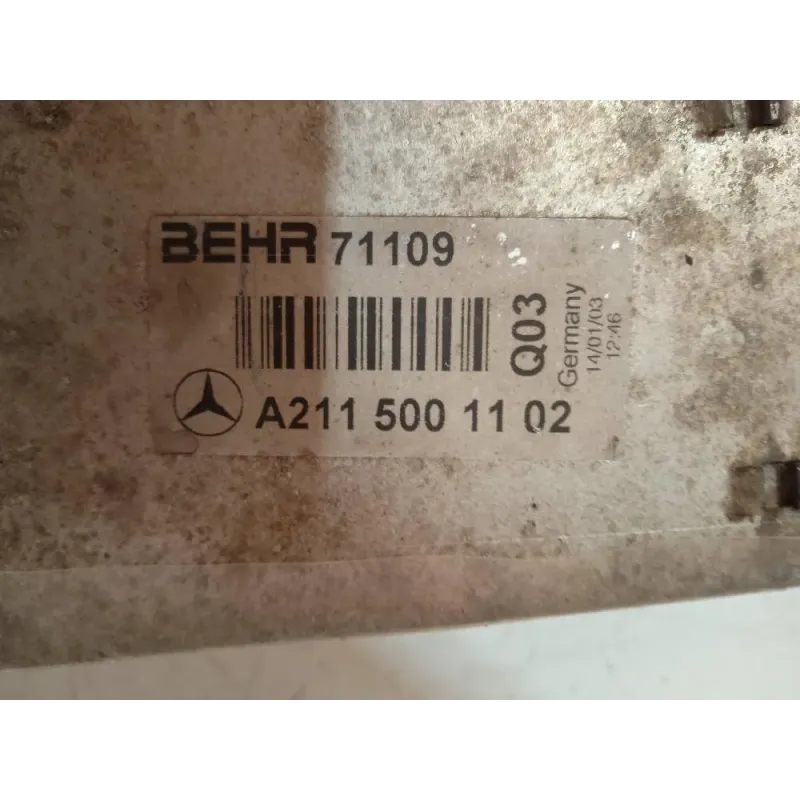 BEHR 71109
Q03
Germany
14/01/03
12:46
A211 500 11 02